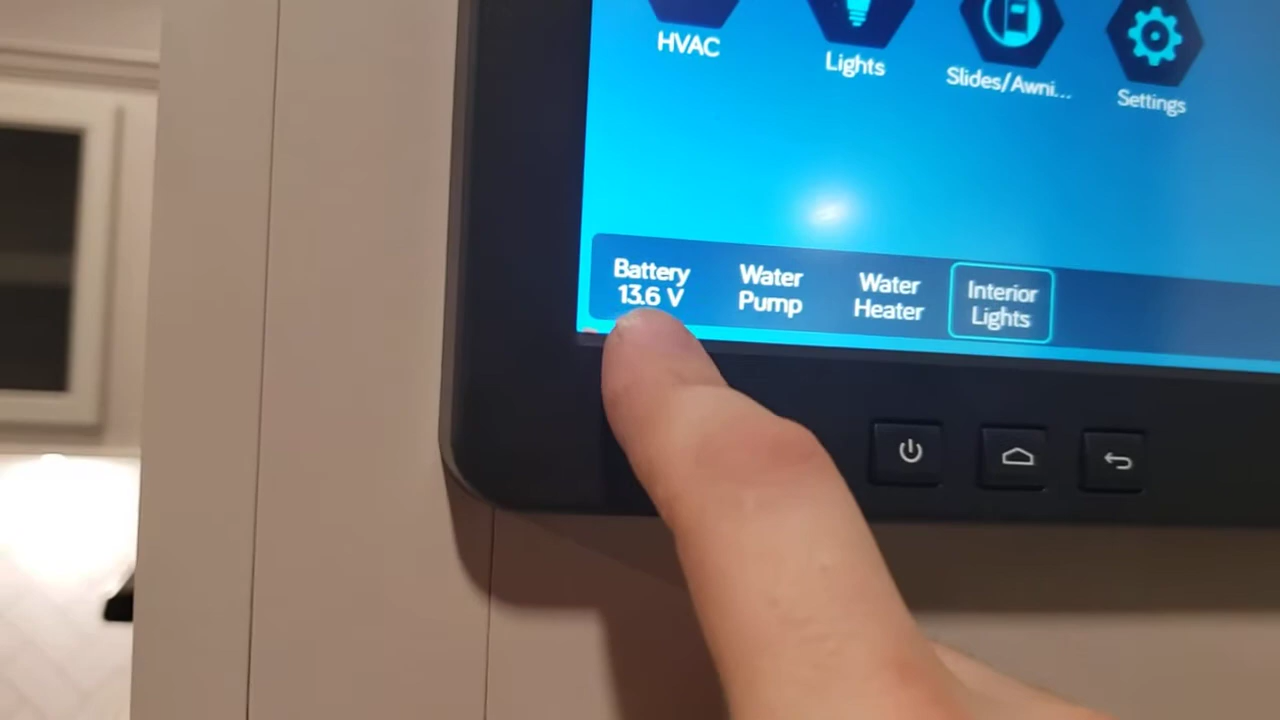 HVAC
Lights
Slides/Awni...
Settings
Battery
13.6 V
Water
Pump
Water
Heater
Interior
Lights